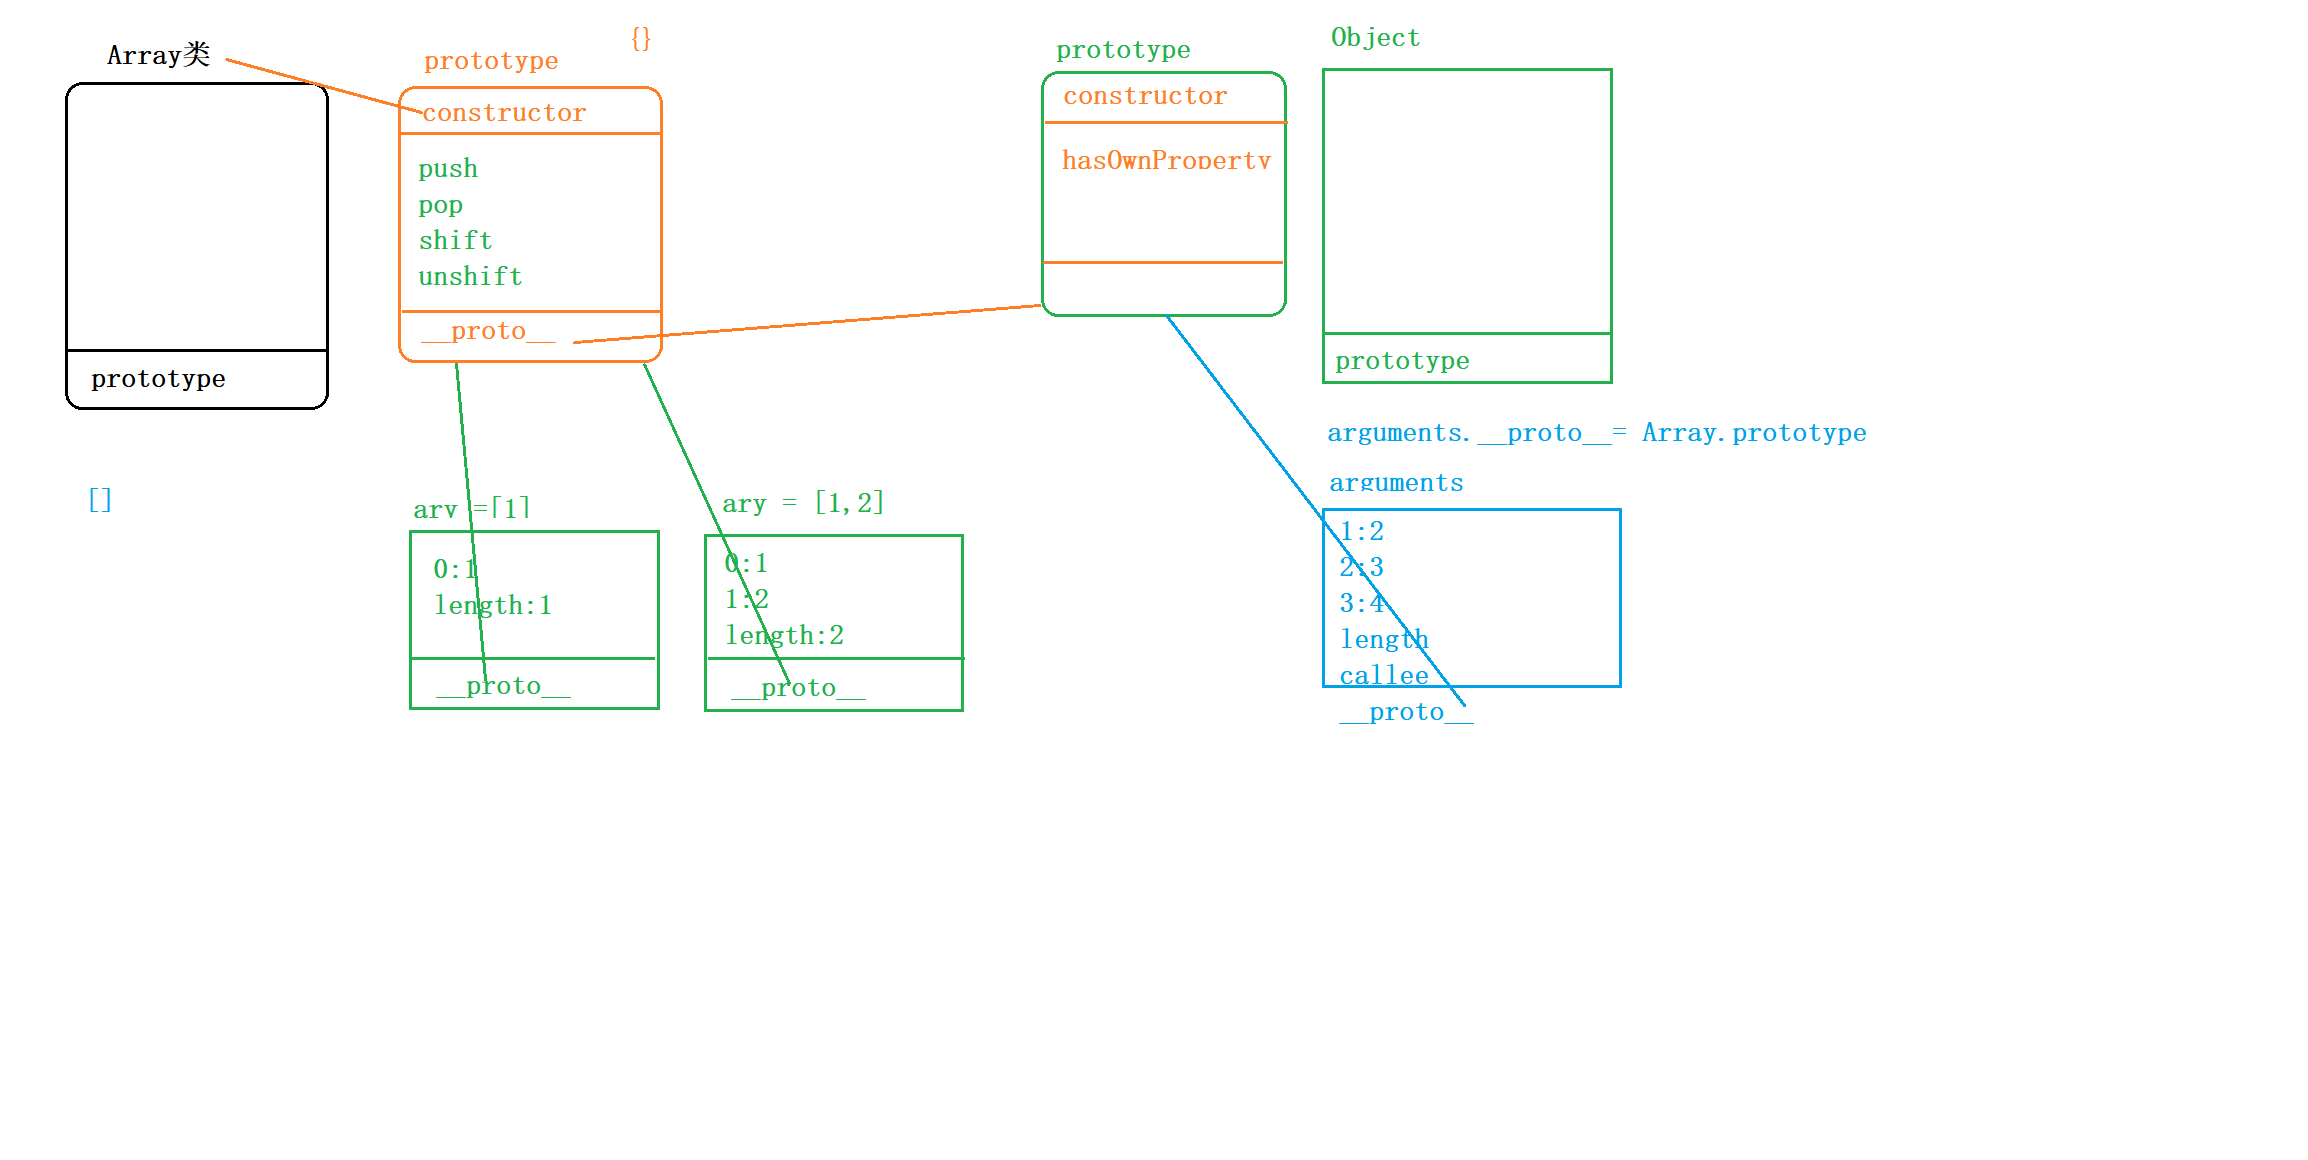 Array类
prototype
prototype
{}
constructor
push
pop
shift
unshift
__proto__
prototype
constructor
hasOwnProperty
Object
prototype
arguments.__proto__= Array.prototype
[]
ary =[1]
0:1
length:1
__proto__
ary = [1,2]
0:1
1:2
length:2
__proto__
arguments
1:2
2:3
3:4
length
callee
__proto__